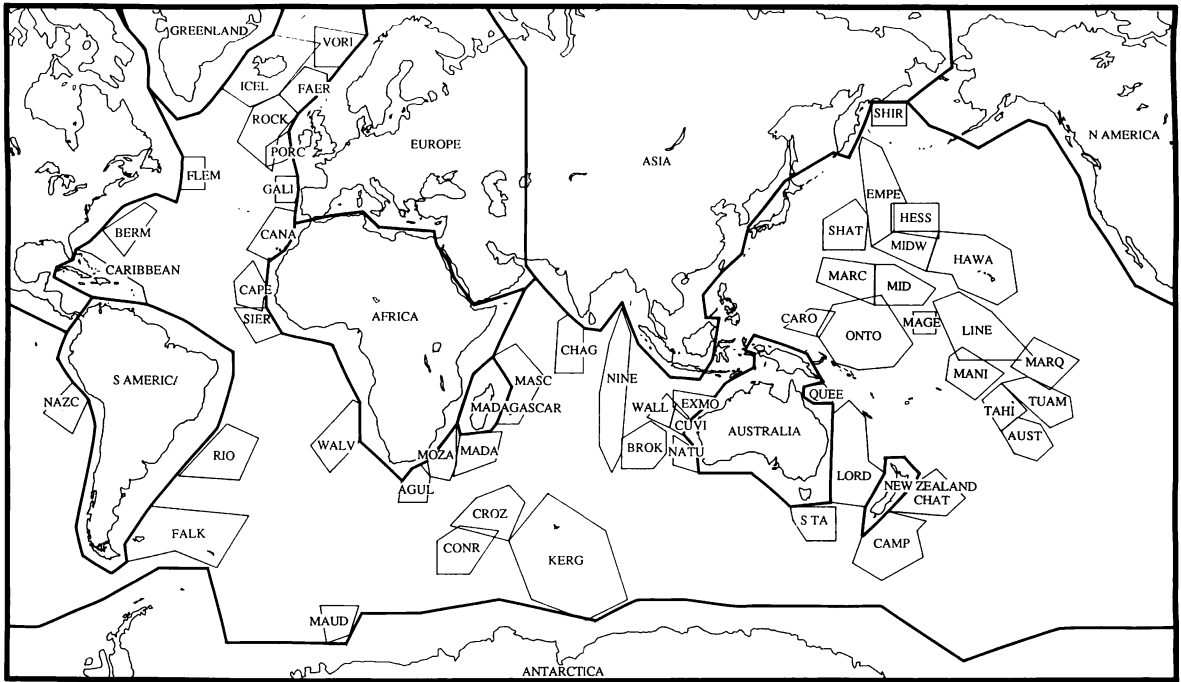 GREENLAND
VORI
ICEL
FAER
ROCK
SHIR
N AMERICA
PORC
EUROPE
ASIA
FLEM
GALI
EMPE
HESS
BERM
CANA
SHAT
MIDW
HAWA
CARIBBEAN
MARC
MID
CAPE
SIER
AFRICA
CARO
ONTO
MAGE
LINE
CHAG
MARQ
S AMERICA
NINE
MASC
MANI
NAZC
MADAGASCAR
WALL
EXMO
QUEE
TUAM
TAHI
CUVI
AUSTRALIA
AUST
WALV
RIO
MOZA
MADA
BROK
NATU
AGUL
LORD
NEW ZEALAND
CHAT
CROZ
STA
FALK
CONR
KERG
CAMP
MAUD
ANTARCTICA